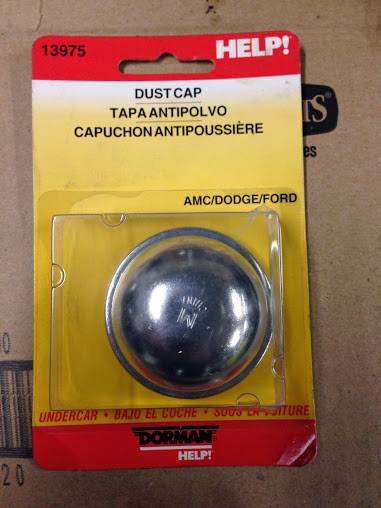 13975
HELP!
DUST CAP
TAPA ANTIPOLVO
CAPUCHON ANTIPOUSSIÈRE
AMC/DODGE/FORD
UNDERCAR • BAJO EL COCHE • SOUS LA VOITURE
DORMAN
HELP!